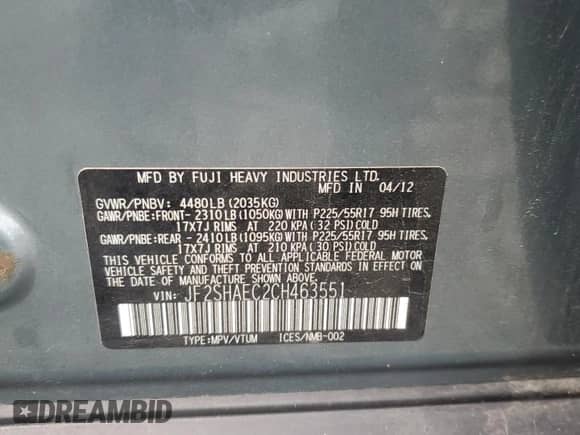 MFD BY FUJI HEAVY INDUSTRIES LTD.
MFD IN 04/12
GVWR/PNBV: 4480LB(2035KG)
GAWR/PNBE:FRONT-2310LB(1050KG)WITH P225/55R17 95H TIRES,
17X7J RIMS AT 220 KPA(32 PSI)COLD
GAWR/PNBE:REAR -2410LB(1095KG)WITH P225/55R17 95H TIRES,
17X7J RIMS AT 210 KPA(30 PSI)COLD
THIS VEHICLE CONFORMS TO ALL APPLICABLE FEDERAL MOTOR
VEHICLE SAFETY AND THEFT PREVENTION STANDARDS IN EFFECT ON
THE DATE OF MANUFACTURE SHOWN ABOVE.
VIN: JF2SHAEC2CH463551
TYPE:MPV/VTUM ICES/NMB-002
DREAMBID